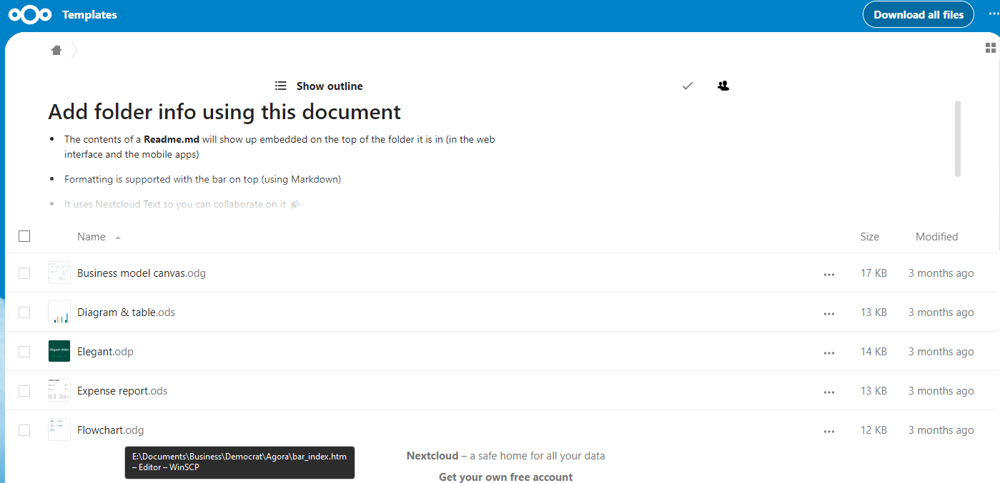 Templates
Download all files
Show outline
Add folder info using this document
The contents of a Readme.md will show up embedded on the top of the folder it is in (in the web
interface and the mobile apps)
Formatting is supported with the bar on top (using Markdown)
It uses Nextcloud Text so you can collaborate on it 🎉
Name Size Modified
Business model canvas.odg 17 KB 3 months ago
Diagram & table.ods 13 KB 3 months ago
Elegant.odp 14 KB 3 months ago
Expense report.ods 13 KB 3 months ago
Flowchart.odg 12 KB 3 months ago
E:\Documents\Business\Democrat\Agora\bar_index.htm
– Editor – WinSCP
Nextcloud – a safe home for all your data
Get your own free account